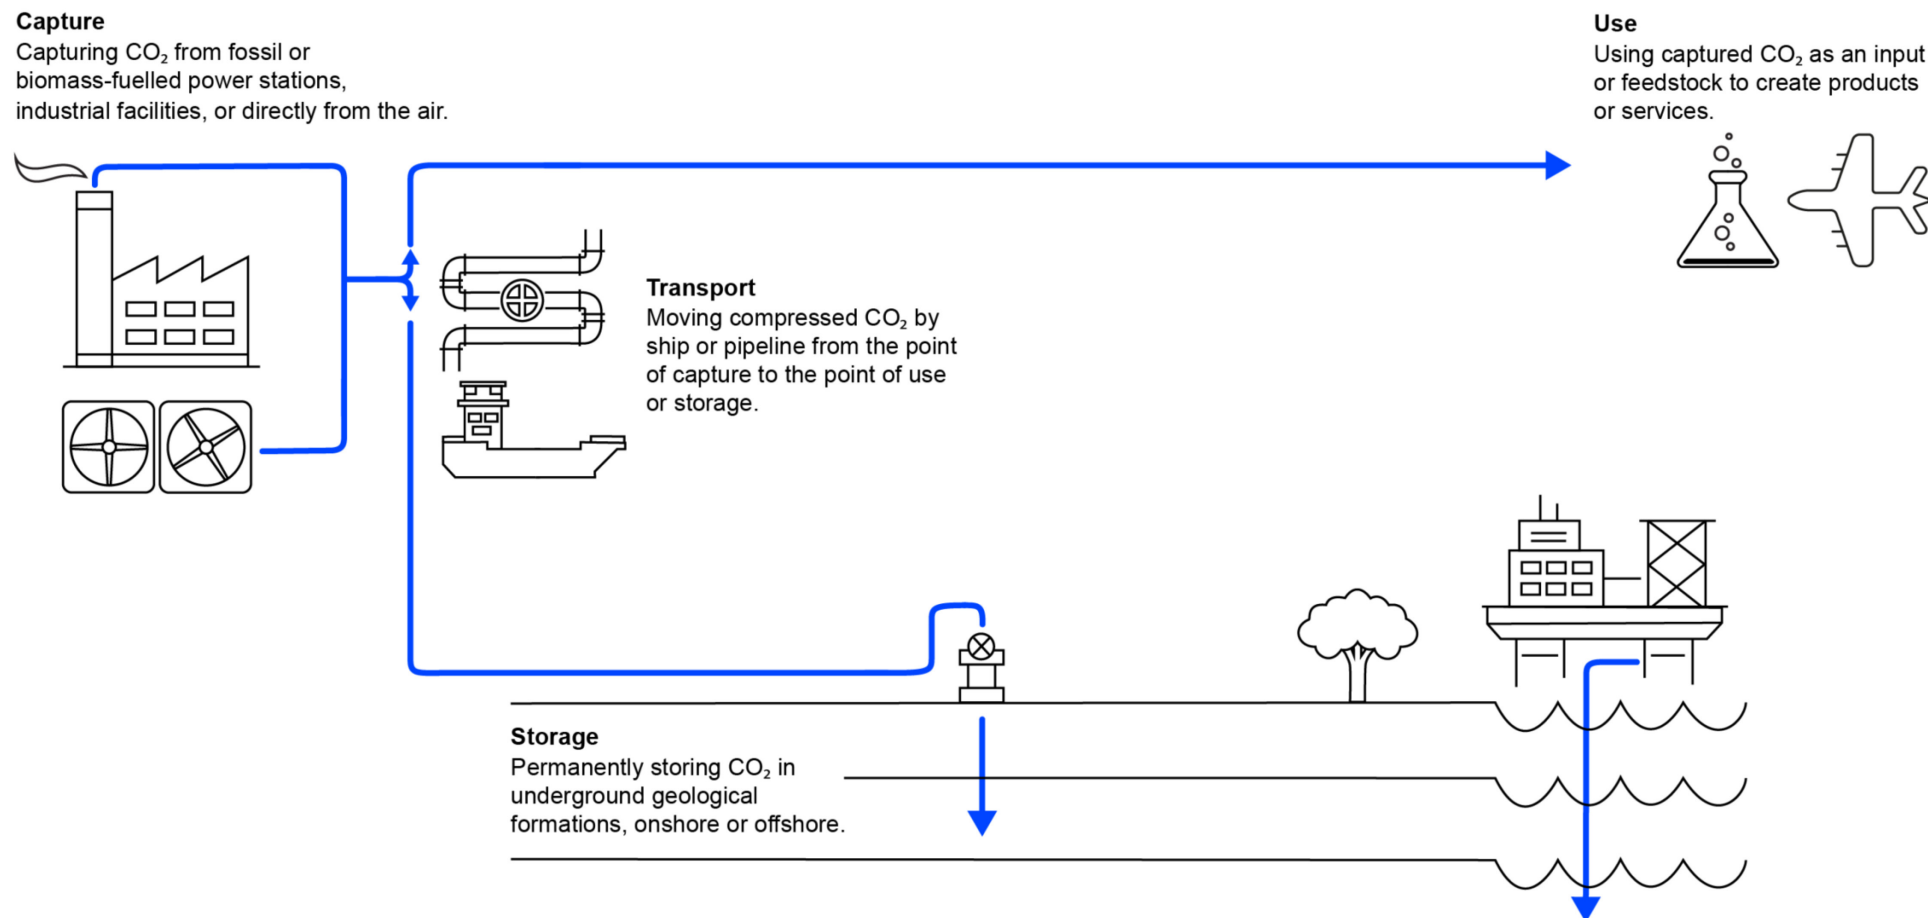 Capture
Capturing CO₂ from fossil or
biomass-fuelled power stations,
industrial facilities, or directly from the air.
Use
Using captured CO₂ as an input
or feedstock to create products
or services.
Transport
Moving compressed CO₂ by
ship or pipeline from the point
of capture to the point of use
or storage.
Storage
Permanently storing CO₂ in
underground geological
formations, onshore or offshore.